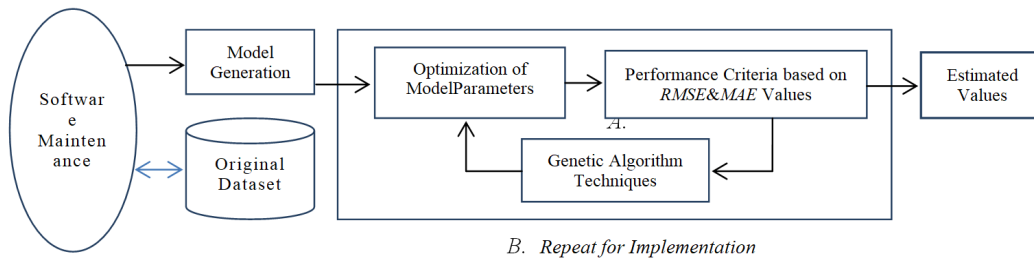 Softwar
e
Mainten
ance
Model
Generation
Original
Dataset
Optimization of
ModelParameters
Performance Criteria based on
RMSE&MAE Values
A.
Genetic Algorithm
Techniques
Estimated
Values
B. Repeat for Implementation